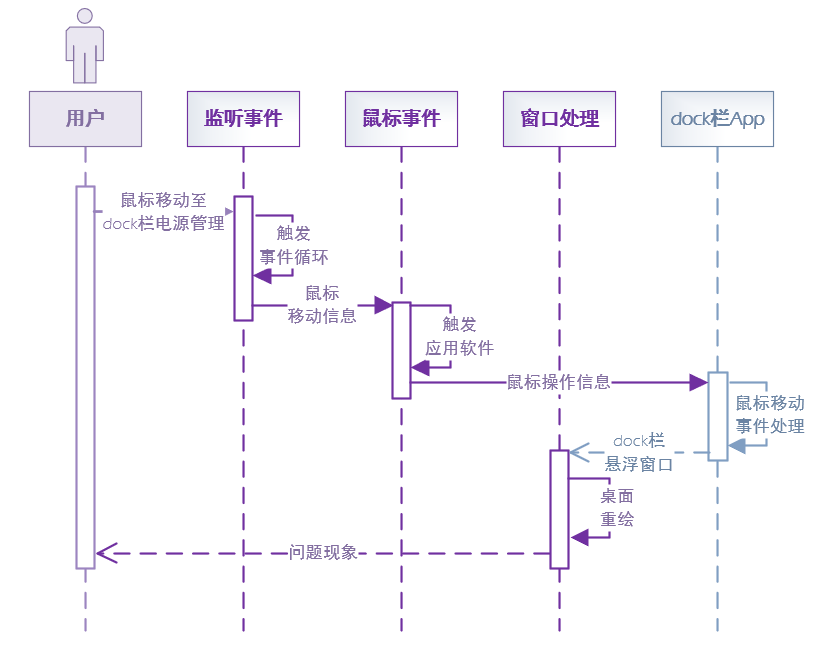 用户
监听事件
鼠标事件
窗口处理
dock栏App
鼠标移动至
dock栏电源管理
触发
事件循环
鼠标
移动信息
触发
应用软件
鼠标操作信息
鼠标移动
事件处理
dock栏
悬浮窗口
桌面
重绘
问题现象